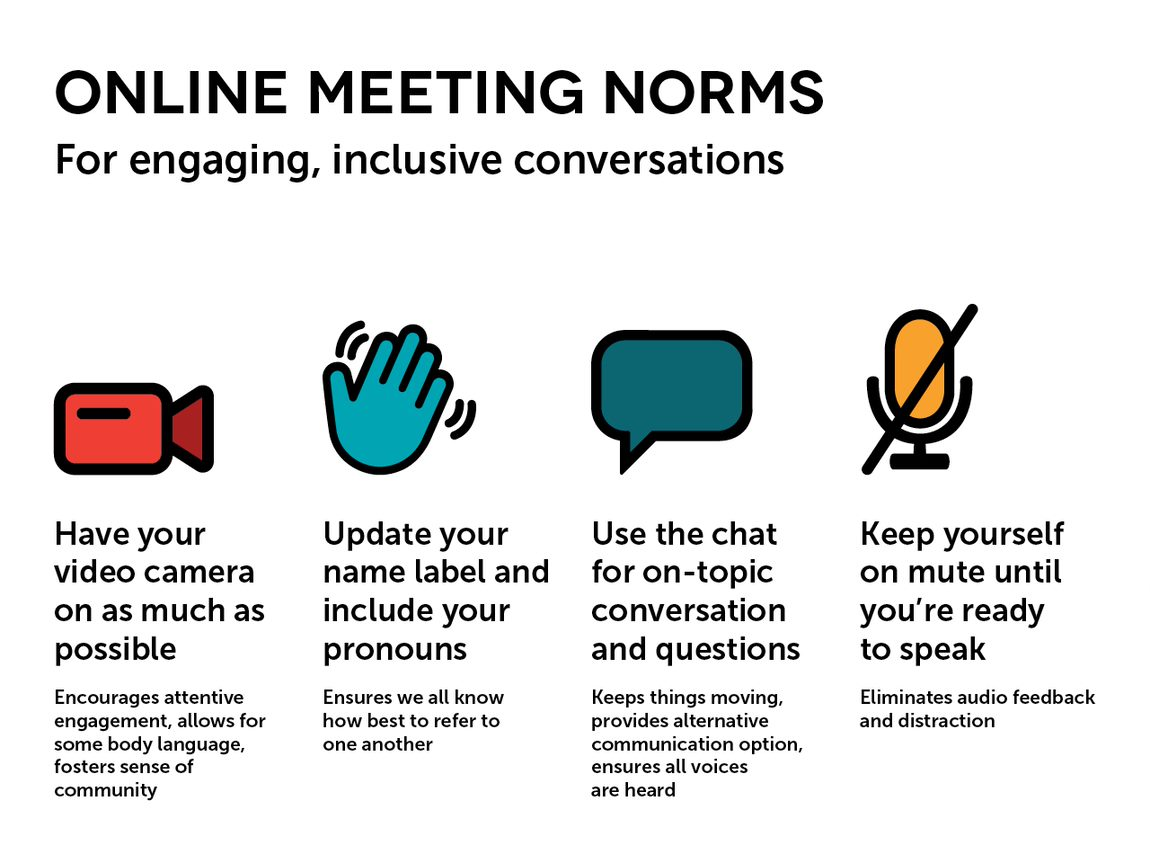 ONLINE MEETING NORMS
For engaging, inclusive conversations
Have your
video camera
on as much as
possible
Encourages attentive
engagement, allows for
some body language,
fosters sense of
community
Update your
name label and
include your
pronouns
Ensures we all know
how best to refer to
one another
Use the chat
for on-topic
conversation
and questions
Keeps things moving,
provides alternative
communication option,
ensures all voices
are heard
Keep yourself
on mute until
you’re ready
to speak
Eliminates audio feedback
and distraction